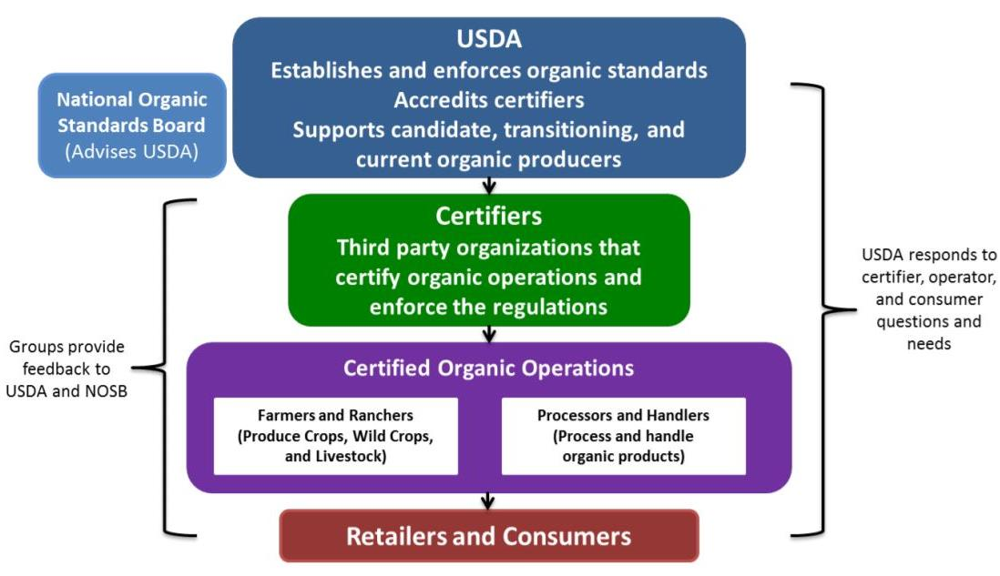 USDA
Establishes and enforces organic standards
Accredits certifiers
Supports candidate, transitioning, and
current organic producers
National Organic
Standards Board
(Advises USDA)
Certifiers
Third party organizations that
certify organic operations and
enforce the regulations
USDA responds to
certifier, operator,
and consumer
questions and
needs
Groups provide
feedback to
USDA and NOSB
Certified Organic Operations
Farmers and Ranchers
(Produce Crops, Wild Crops,
and Livestock)
Processors and Handlers
(Process and handle
organic products)
Retailers and Consumers